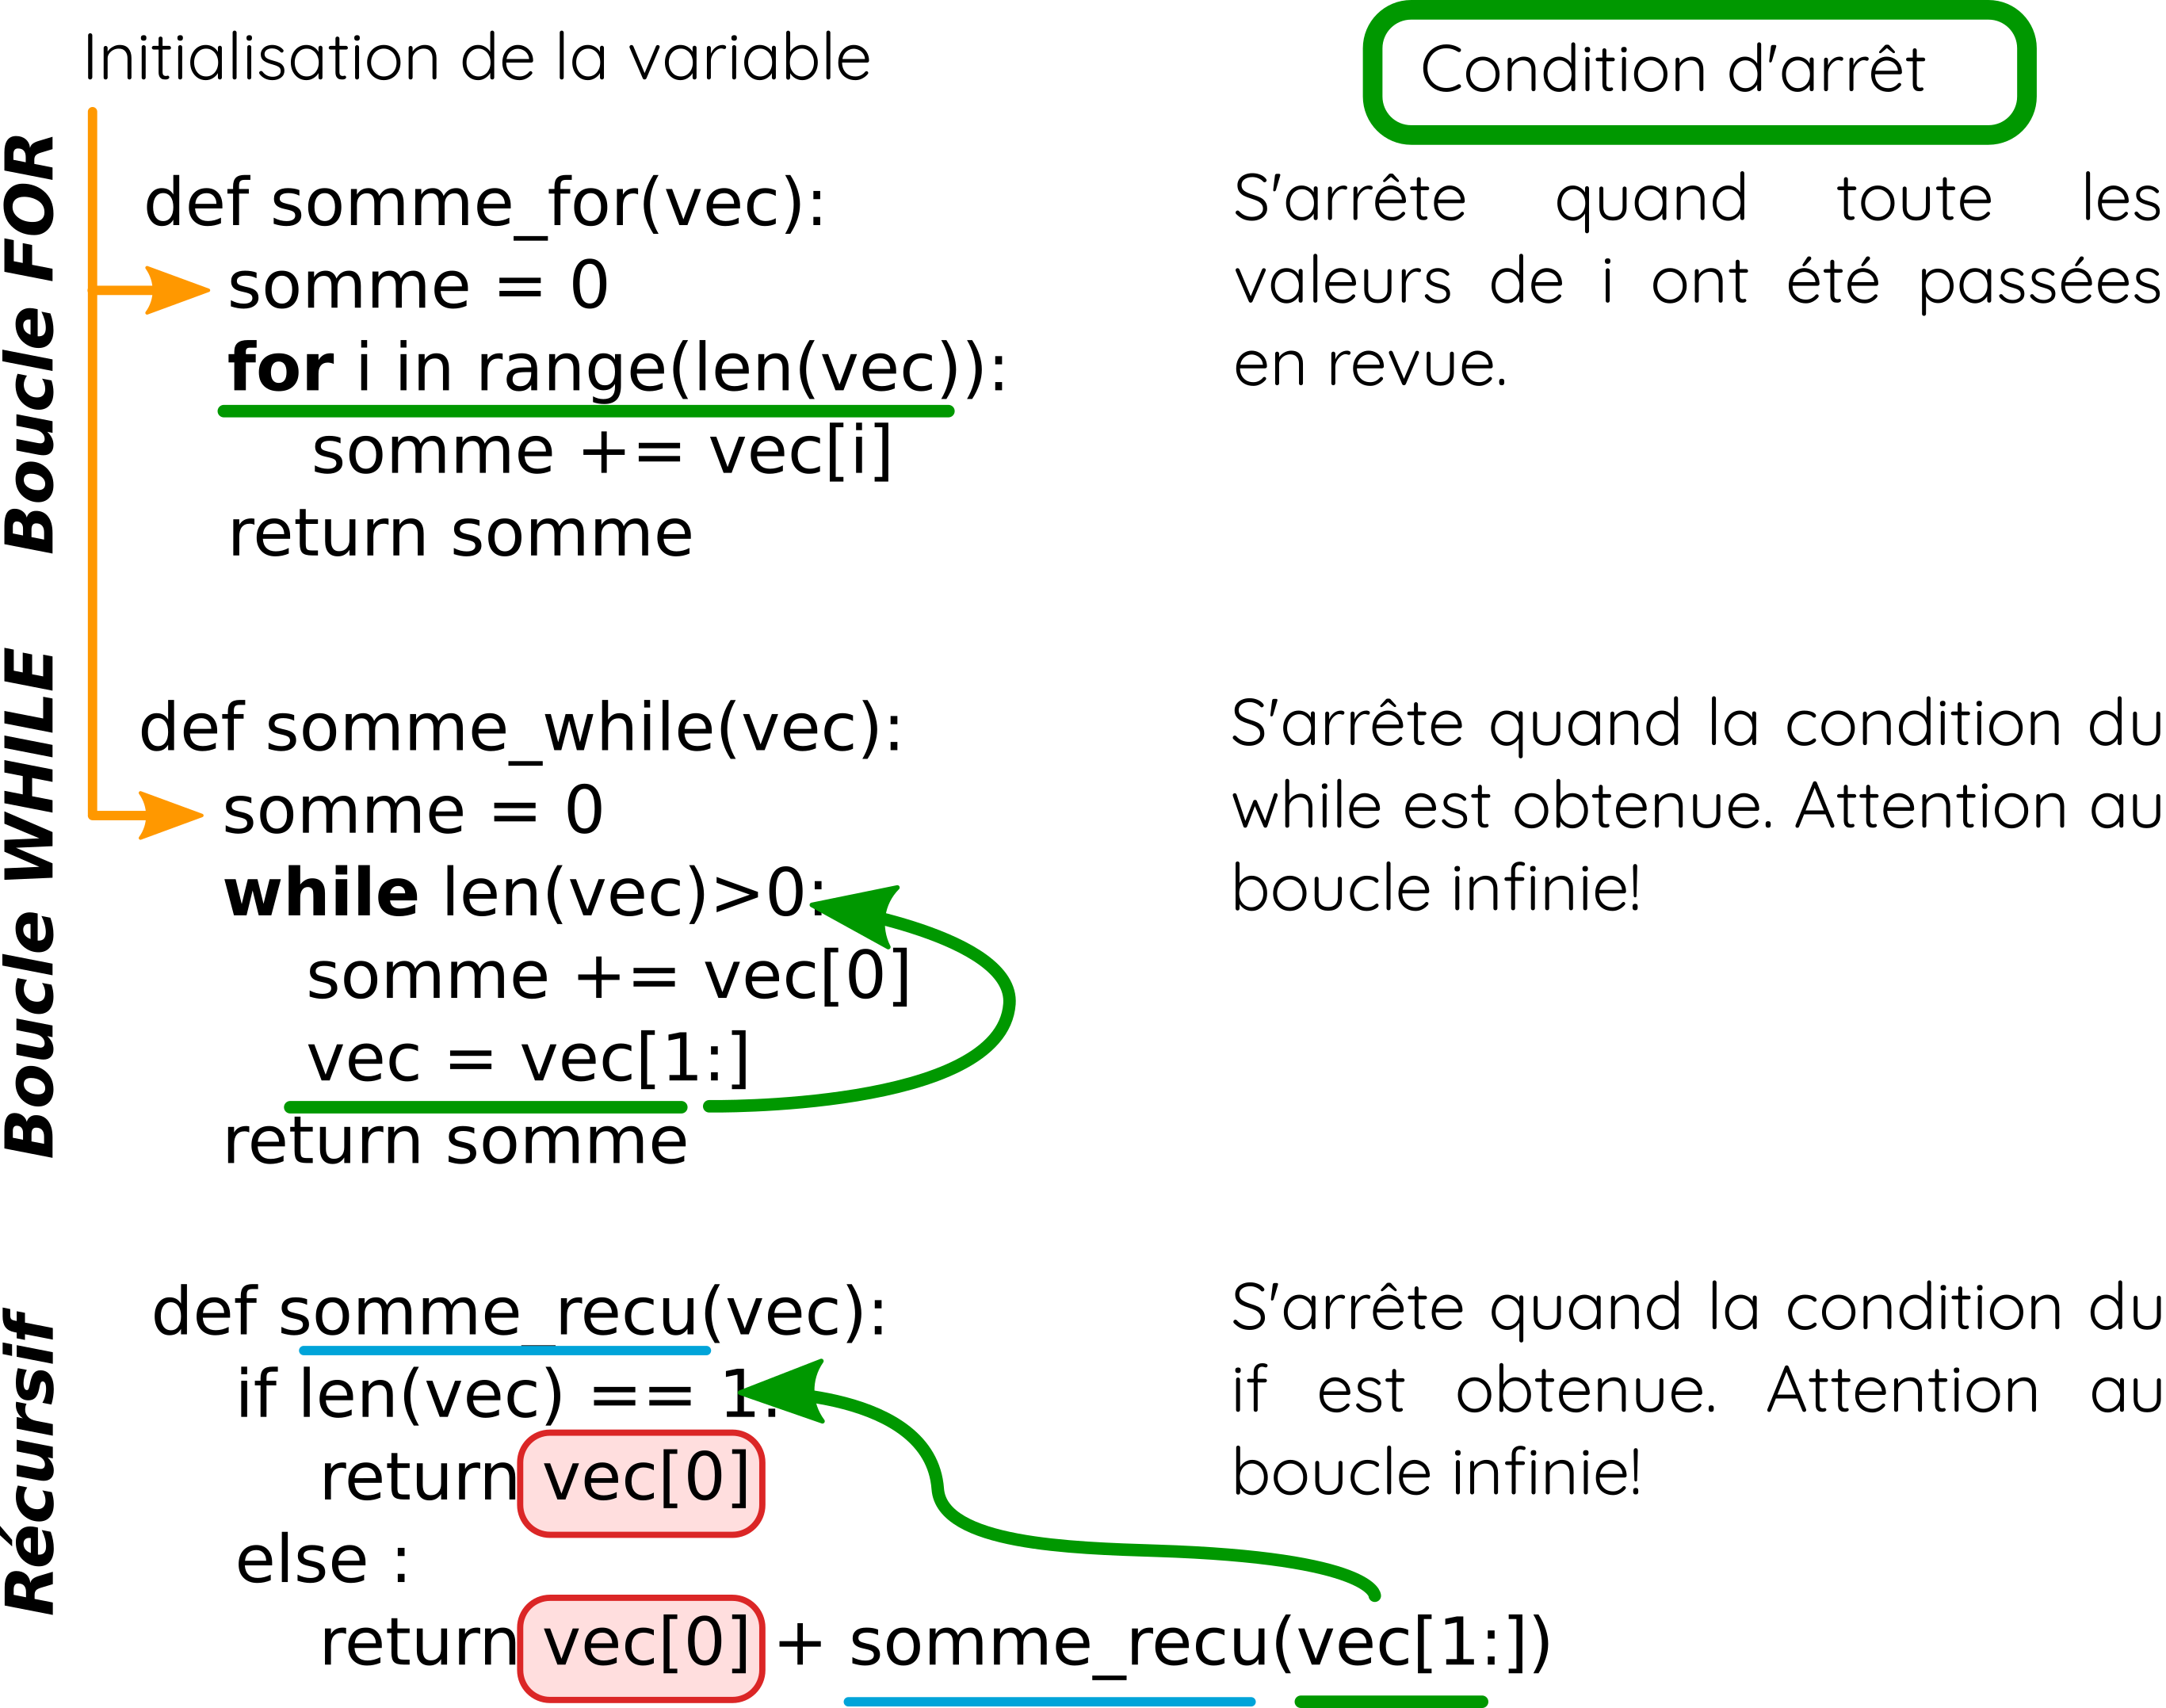 Initialisation de la variable
Condition d'arrêt
Boucle FOR
def somme_for(vec):
somme = 0
for i in range(len(vec)):
somme += vec[i]
return somme
S'arrête quand toute les
valeurs de i ont été passées
en revue.
Boucle WHILE
def somme_while(vec):
somme = 0
while len(vec)>0:
somme += vec[0]
vec = vec[1:]
return somme
S'arrête quand la condition du
while est obtenue. Attention au
boucle infinie!
Récursif
def somme_recu(vec):
if len(vec) == 1:
return vec[0]
else :
return vec[0] + somme_recu(vec[1:])
S'arrête quand la condition du
if est obtenue. Attention au
boucle infinie!